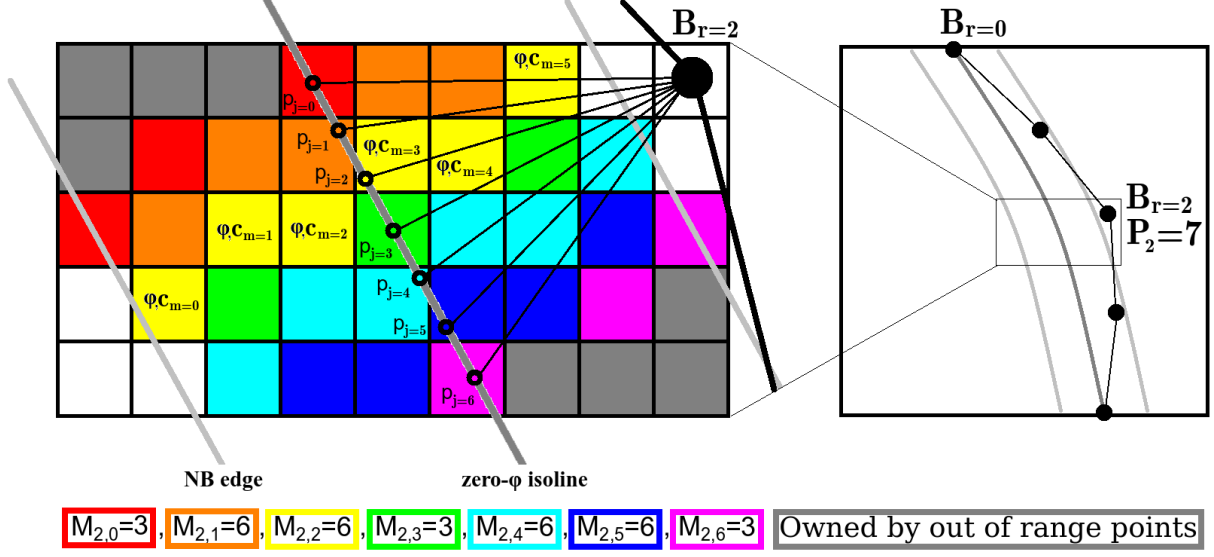 B_{r=2}
B_{r=0}
φ,c_{m=5}
p_{j=0}
p_{j=1}
φ,c_{m=3}
φ,c_{m=4}
p_{j=2}
φ,c_{m=1}
φ,c_{m=2}
p_{j=3}
B_{r=2}
P_2=7
φ,c_{m=0}
p_{j=4}
p_{j=5}
p_{j=6}
NB edge
zero-φ isoline
M_{2,0}=3 , M_{2,1}=6 , M_{2,2}=6 , M_{2,3}=3 , M_{2,4}=6 , M_{2,5}=6 , M_{2,6}=3 Owned by out of range points